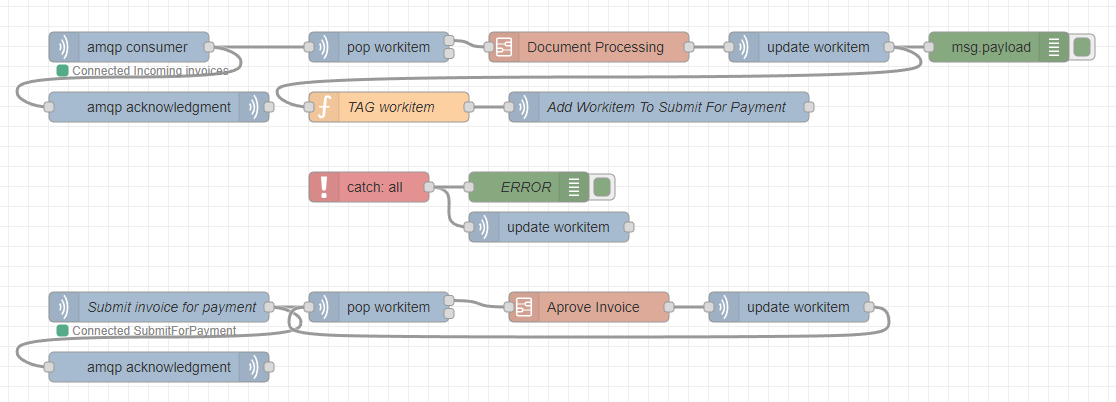 amqp consumer
pop workitem
Document Processing
update workitem
msg.payload
Connected Incoming invoices
amqp acknowledgment
TAG workitem
Add Workitem To Submit For Payment
catch: all
ERROR
update workitem
Submit invoice for payment
pop workitem
Aprove Invoice
update workitem
Connected SubmitForPayment
amqp acknowledgment